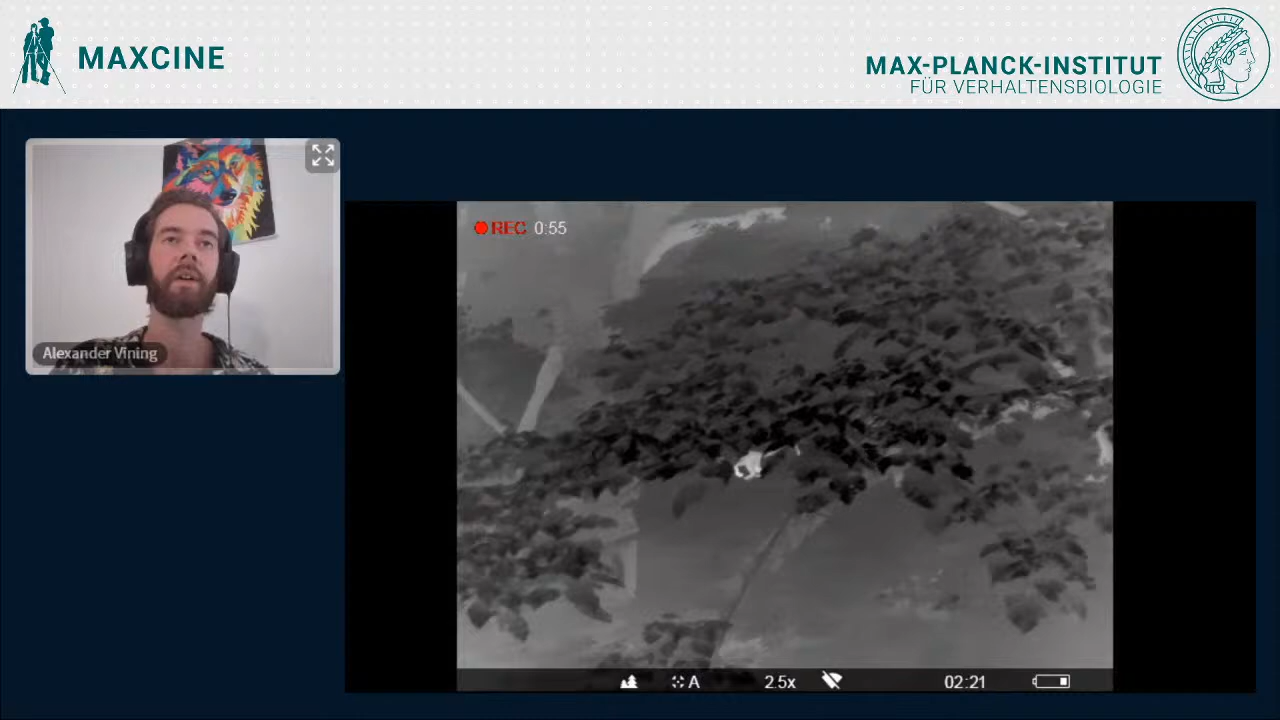 MAXCINE
MAX-PLANCK-INSTITUT
FÜR VERHALTENSBIOLOGIE
Alexander Vining
REC 0:55
A
2.5x
02:21